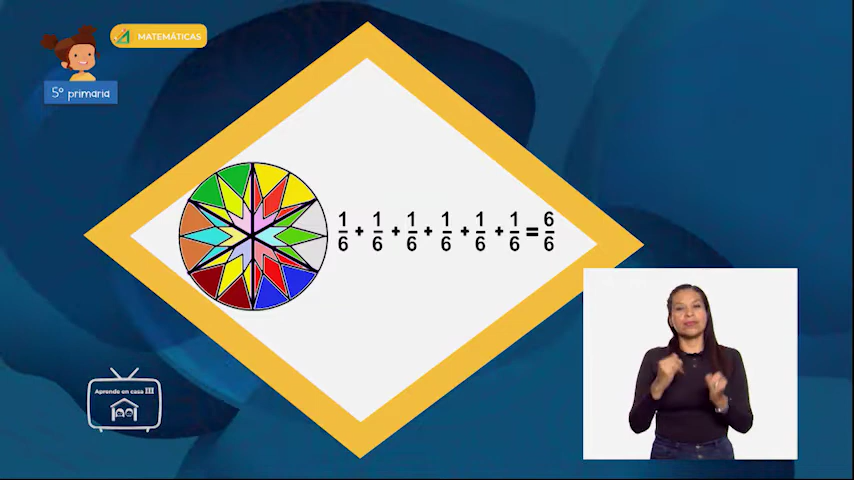 MATEMÁTICAS
5° primaria
1/6 + 1/6 + 1/6 + 1/6 + 1/6 + 1/6 = 6/6
Aprende en casa III